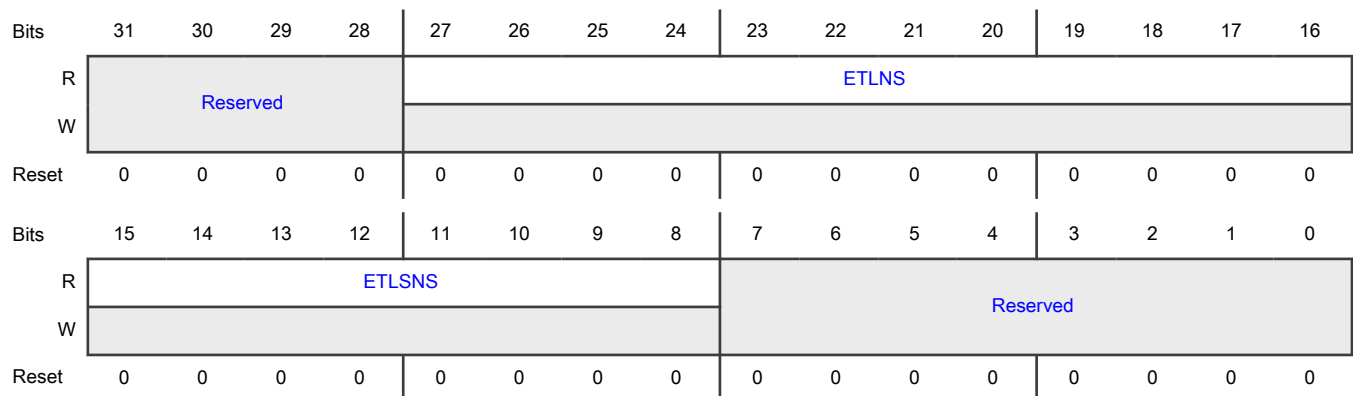 Bits 31 30 29 28 27 26 25 24 23 22 21 20 19 18 17 16
R Reserved ETLNS
W
Reset 0 0 0 0 0 0 0 0 0 0 0 0 0 0 0 0
Bits 15 14 13 12 11 10 9 8 7 6 5 4 3 2 1 0
R ETLSNS Reserved
W
Reset 0 0 0 0 0 0 0 0 0 0 0 0 0 0 0 0